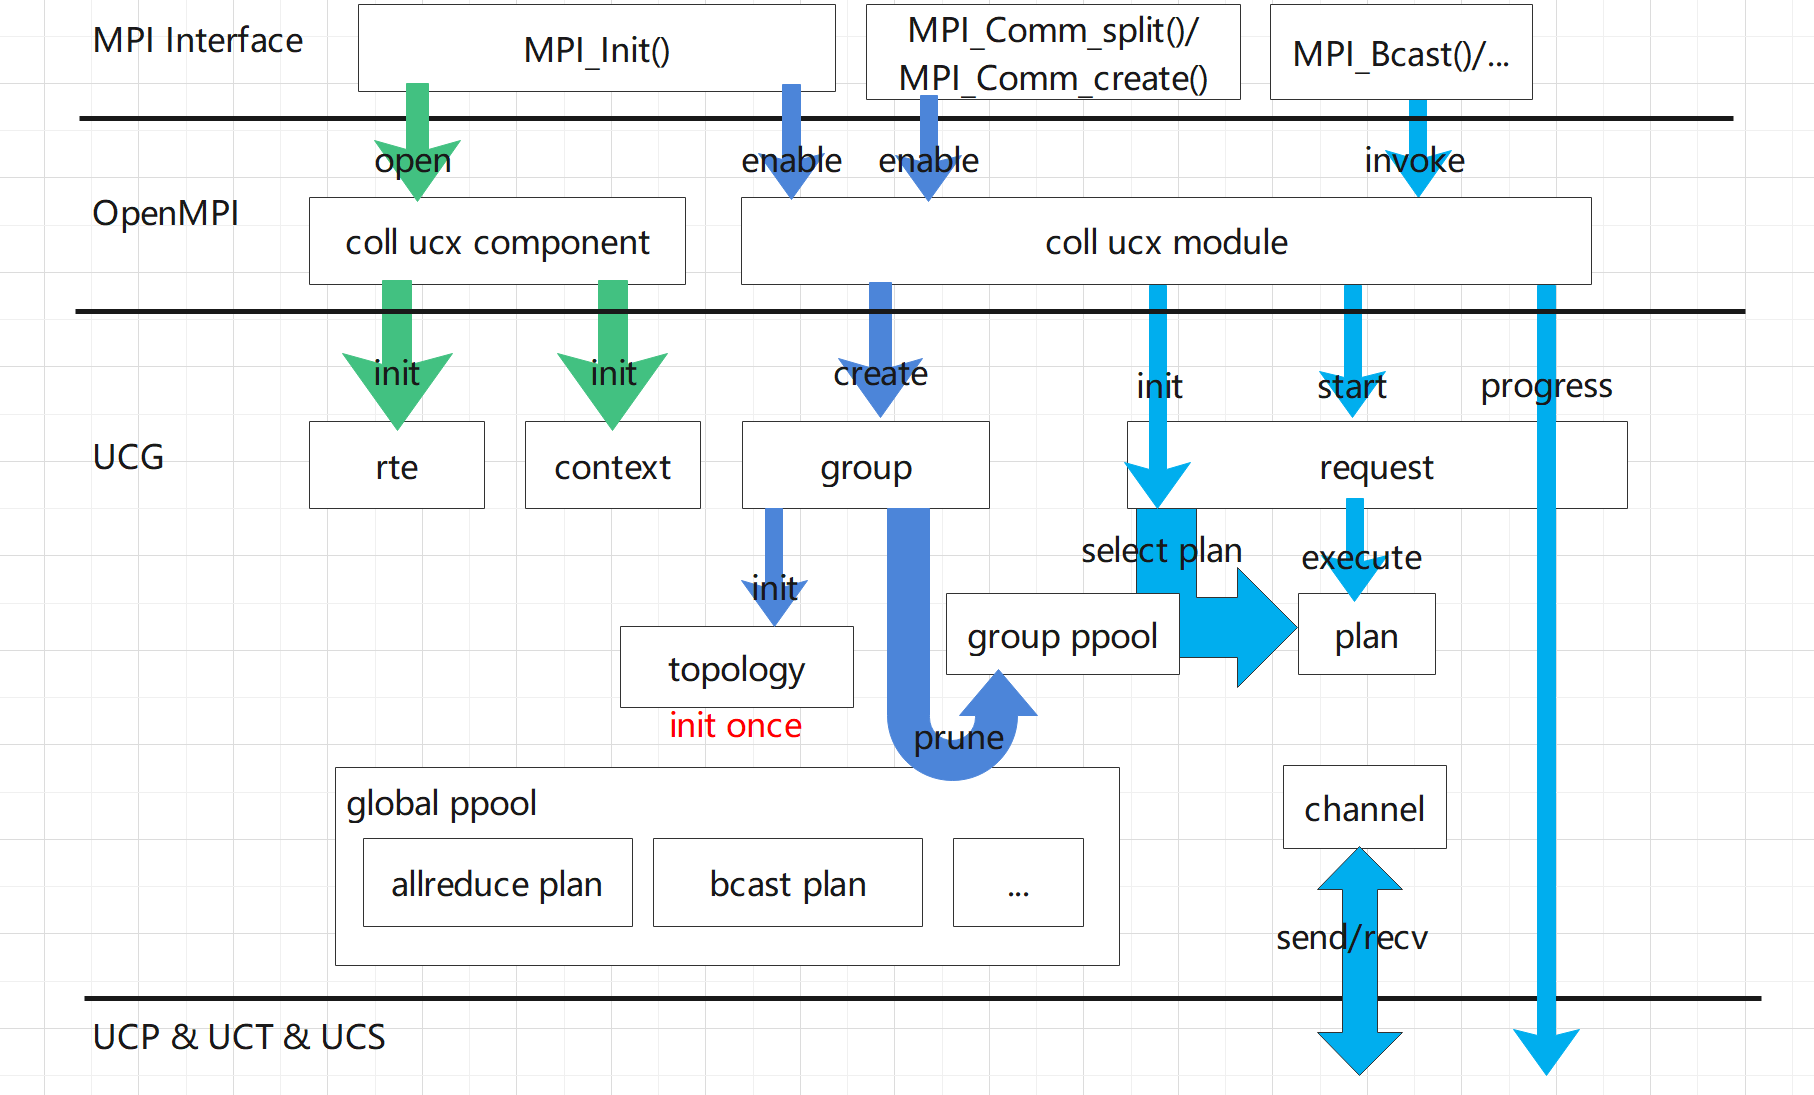 MPI Interface
MPI_Init()
MPI_Comm_split()/
MPI_Comm_create()
MPI_Bcast()/...
open
enable
enable
invoke
OpenMPI
coll ucx component
coll ucx module
init
init
create
init
start
progress
UCG
rte
context
group
request
select plan
execute
init
group ppool
plan
topology
init once
prune
global ppool
channel
allreduce plan
bcast plan
...
send/recv
UCP & UCT & UCS